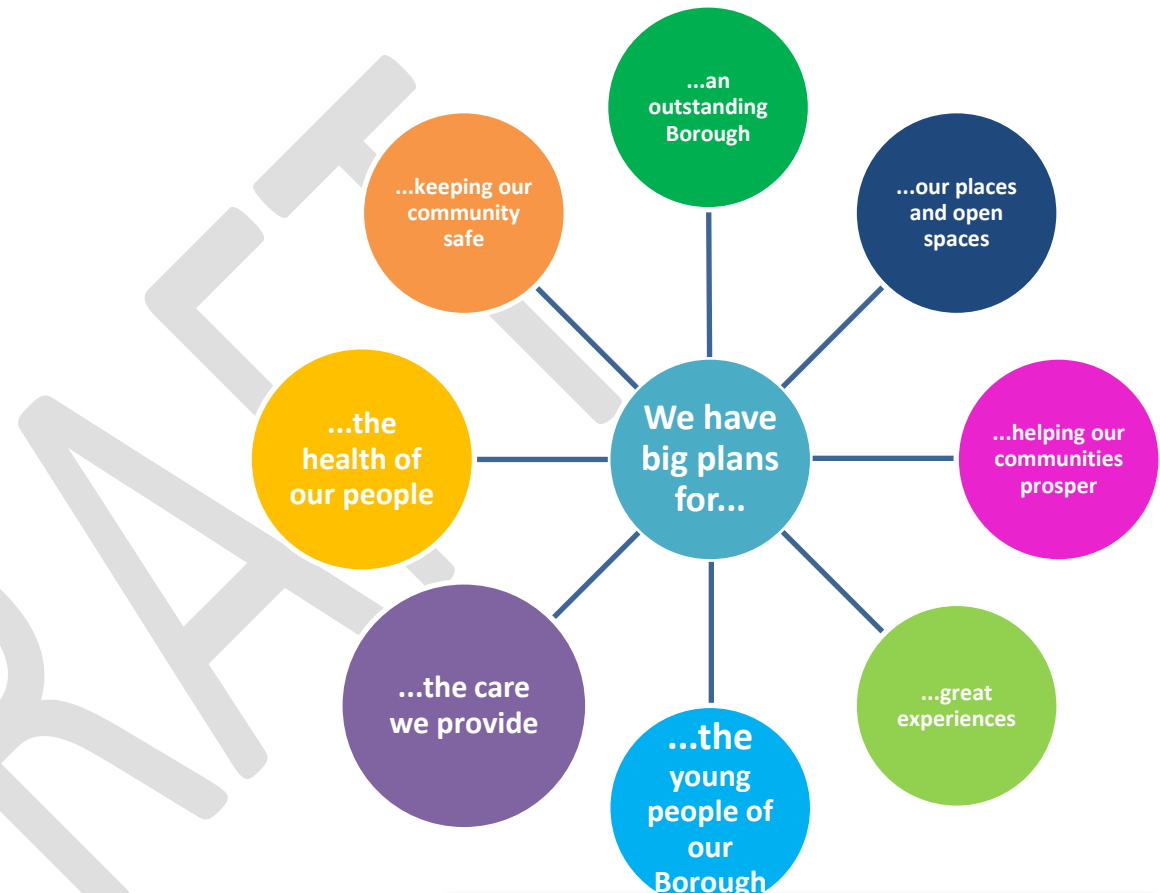 ...an
outstanding
Borough
...keeping our
community
safe
...our places
and open
spaces
...the
health of
our people
We have
big plans
for...
...helping our
communities
prosper
...the care
we provide
...great
experiences
...the
young
people of
our
Borough
DRAFT